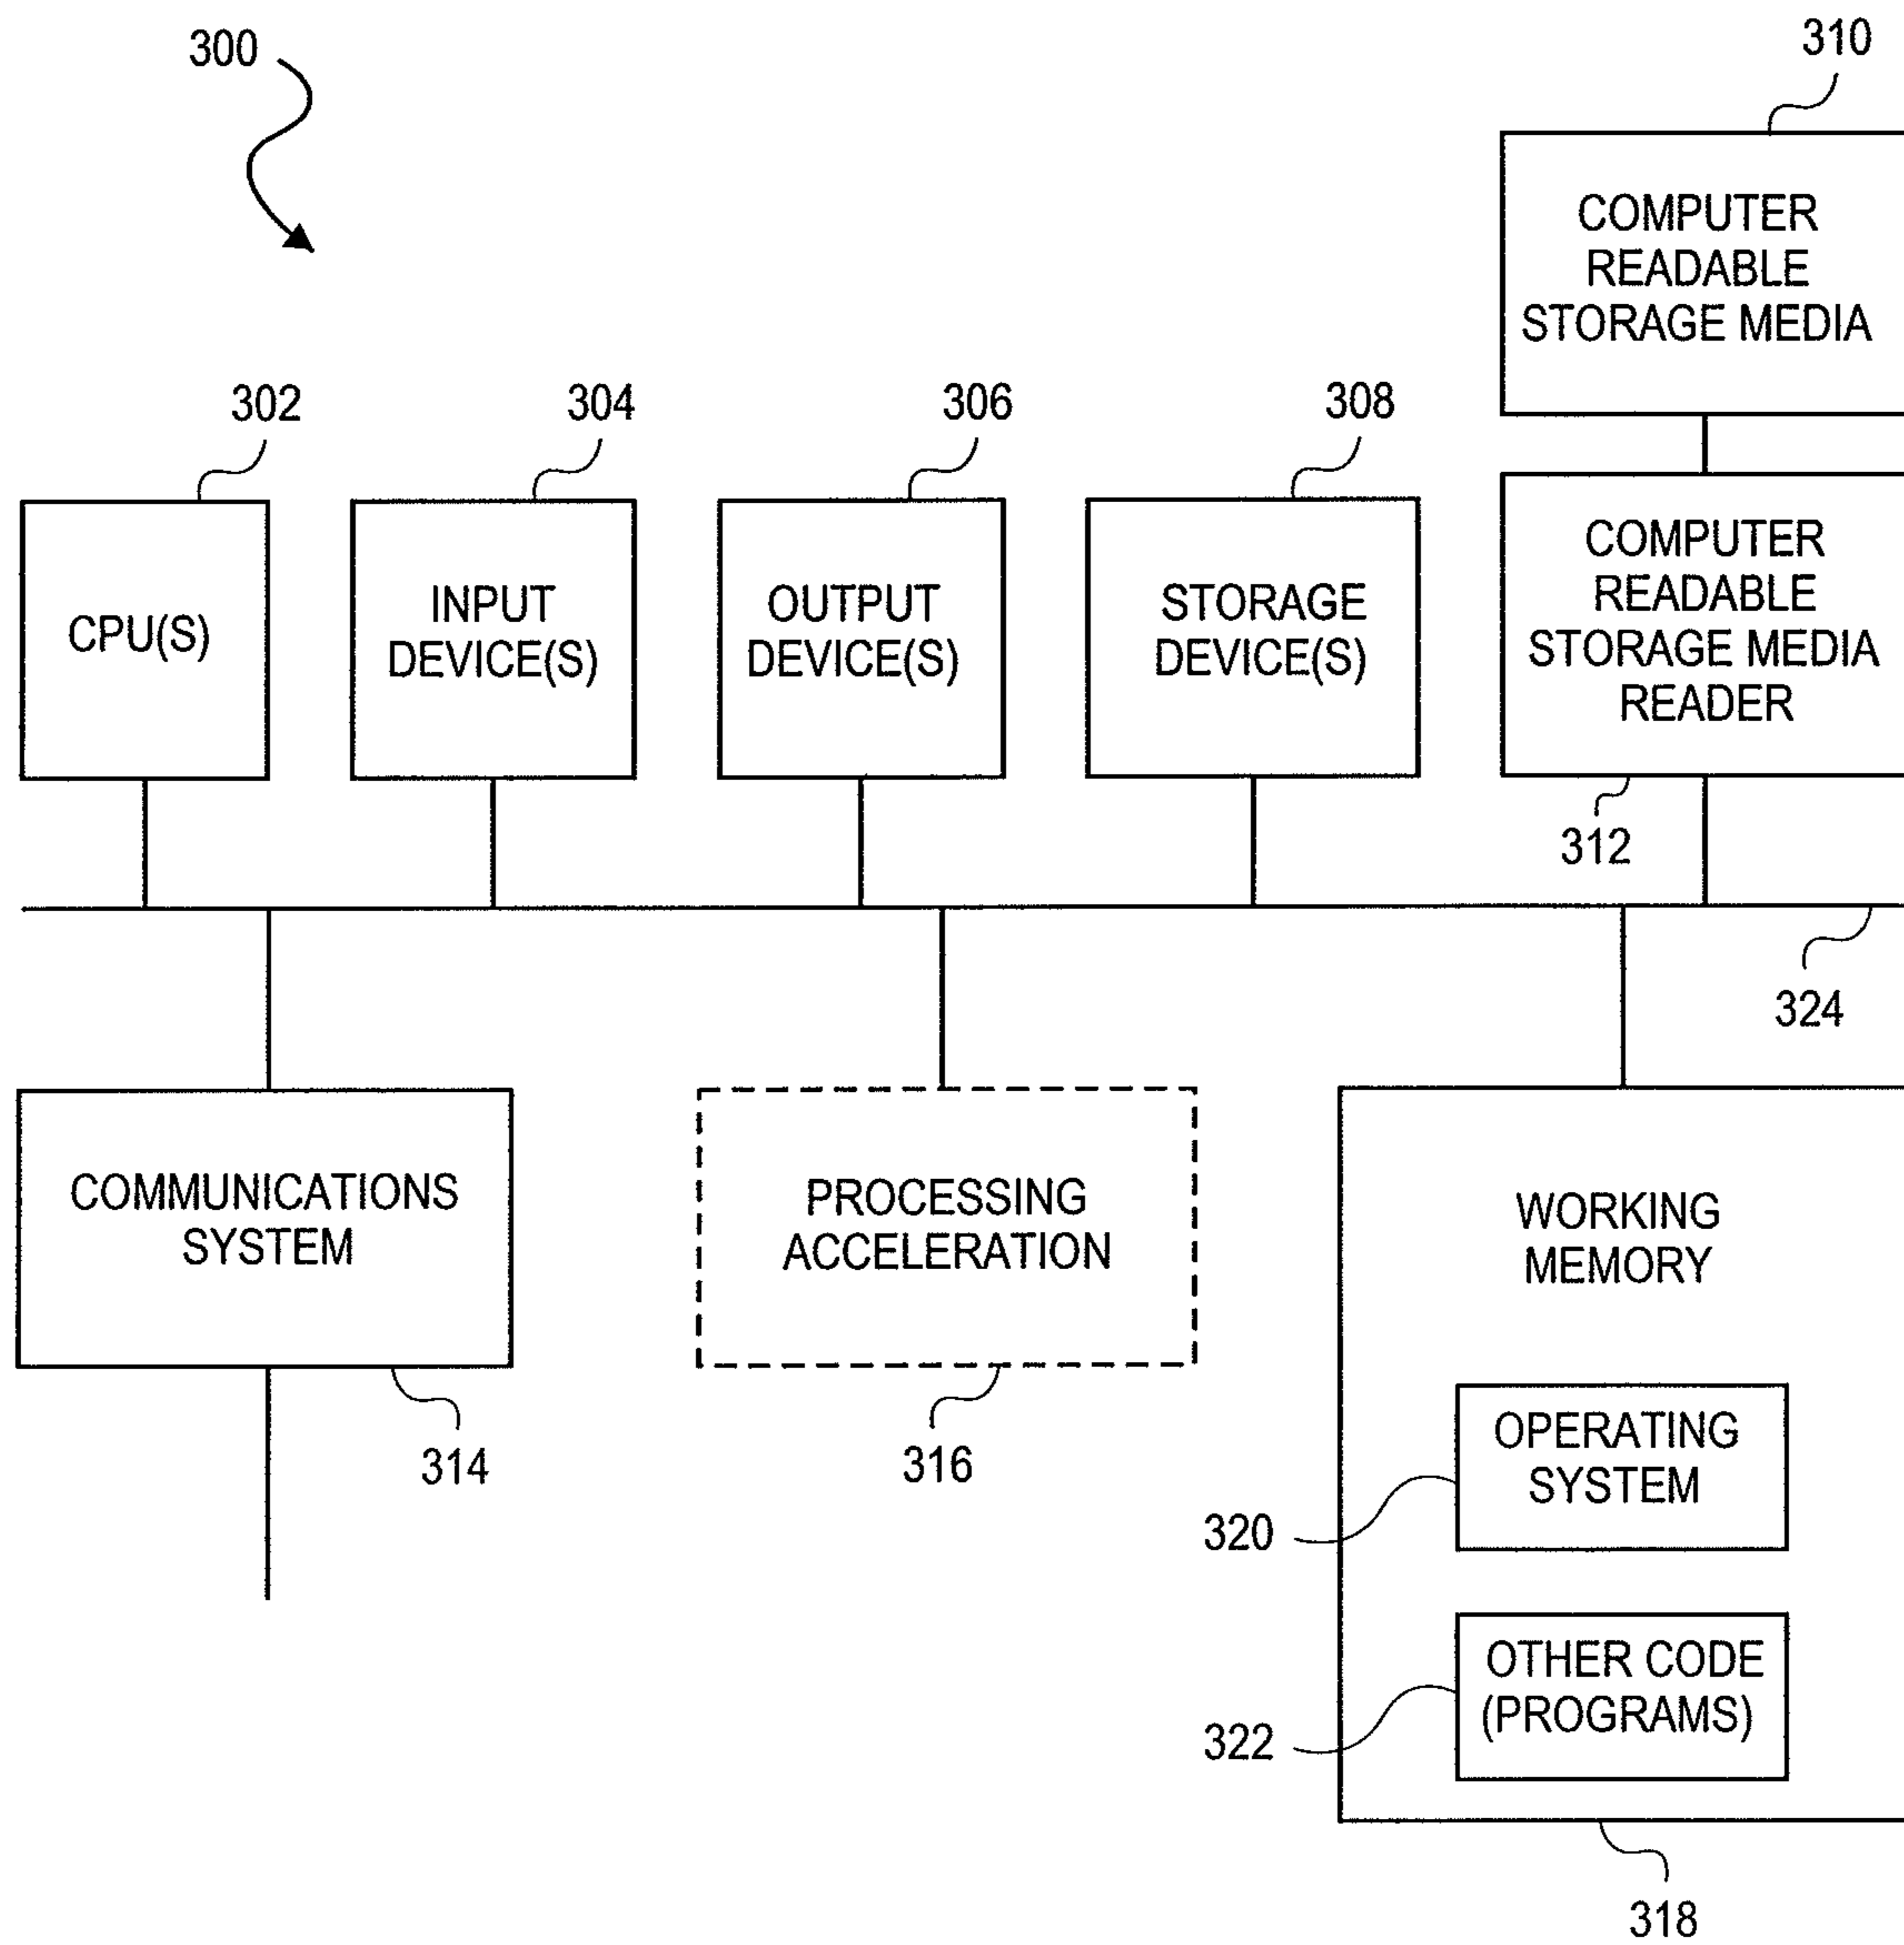 300
310
COMPUTER
READABLE
STORAGE MEDIA
302
304
306
308
CPU(S)
INPUT
DEVICE(S)
OUTPUT
DEVICE(S)
STORAGE
DEVICE(S)
COMPUTER
READABLE
STORAGE MEDIA
READER
312
324
COMMUNICATIONS
SYSTEM
314
PROCESSING
ACCELERATION
316
WORKING
MEMORY
OPERATING
SYSTEM
320
OTHER CODE
(PROGRAMS)
322
318